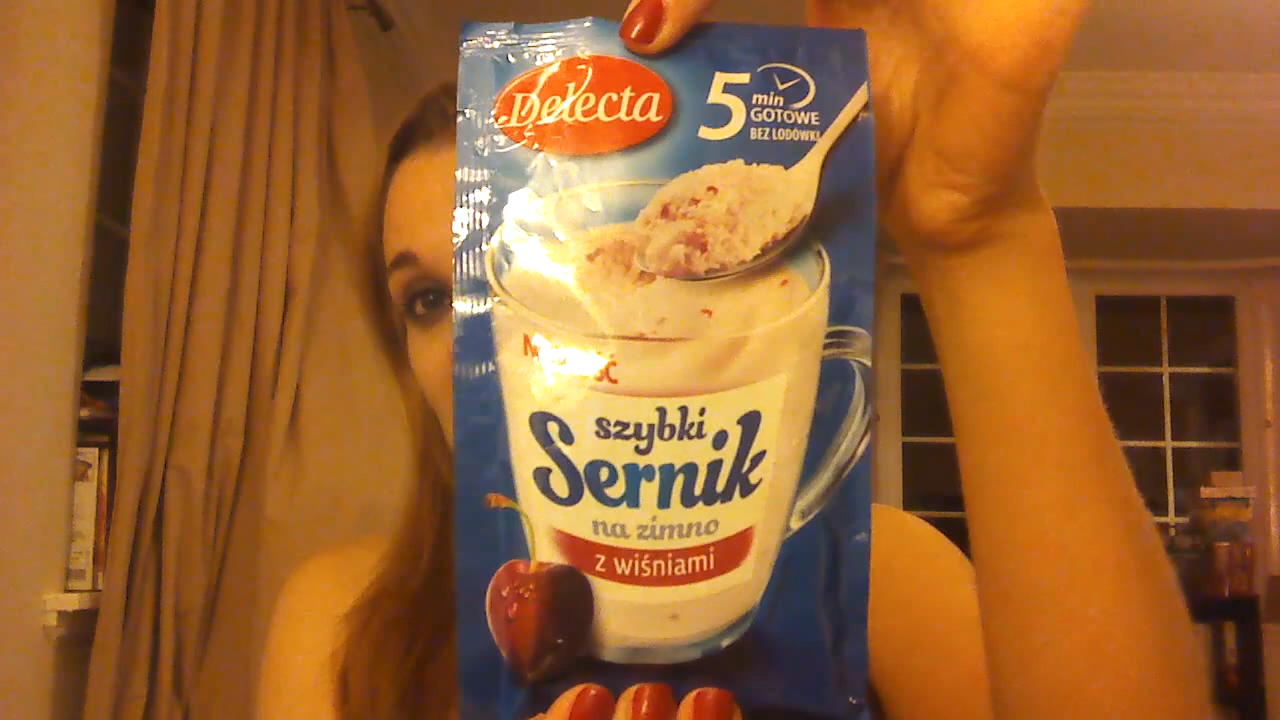 Delecta
5 min
GOTOWE
BEZ LODÓWKI
szybki
Sernik
na zimno
z wiśniami